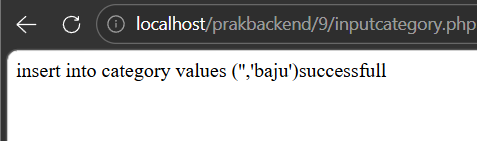 localhost/prakbackend/9/inputcategory.php
insert into category values ('','baju')successfull